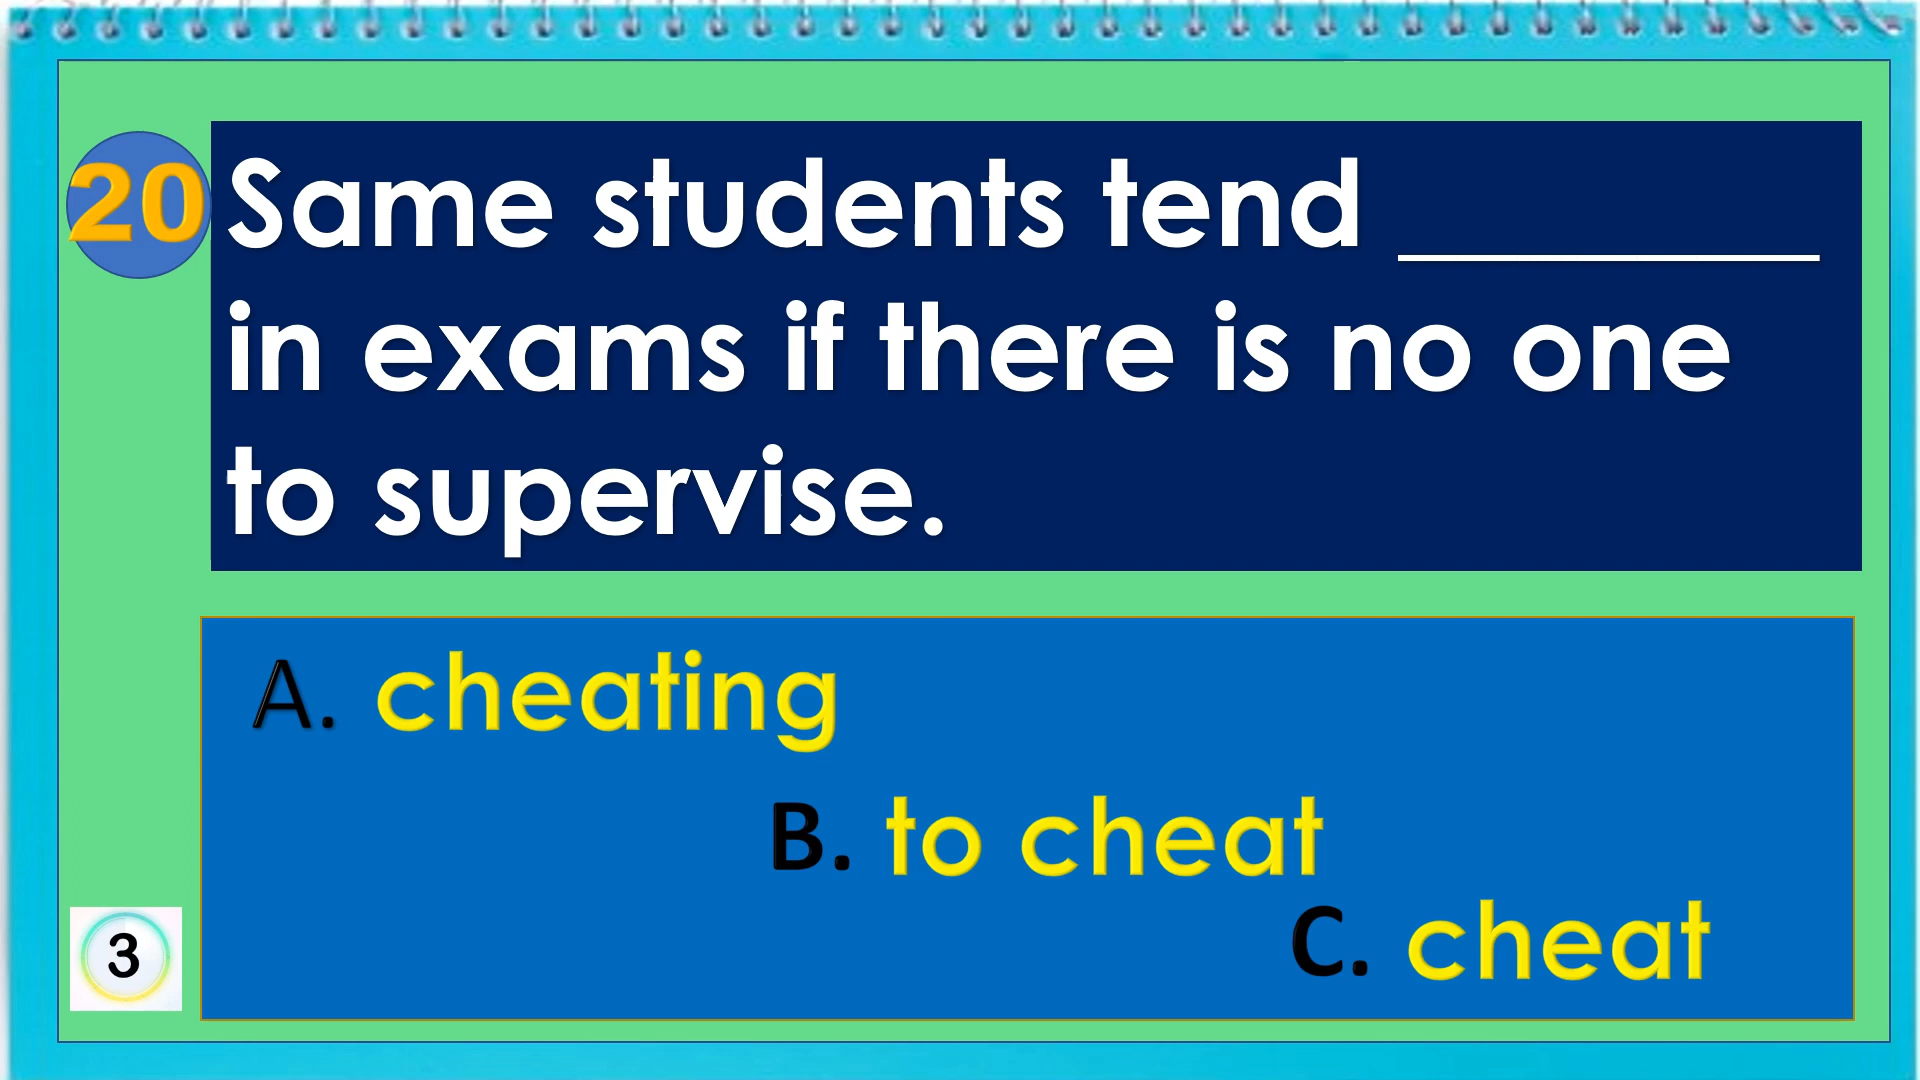 20
Same students tend ________
in exams if there is no one
to supervise.
A. cheating
B. to cheat
C. cheat
3